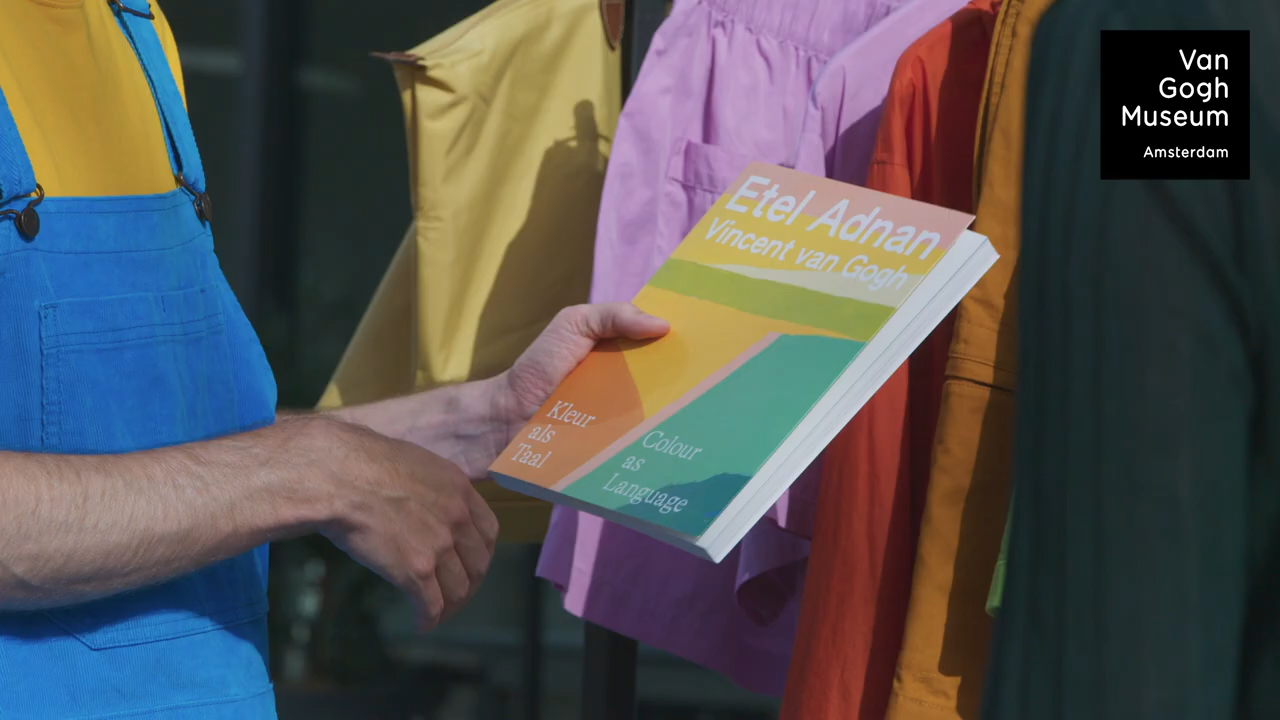 Van
Gogh
Museum
Amsterdam
Etel Adnan
Vincent van Gogh
Kleur
als
Taal
Colour
as
Language